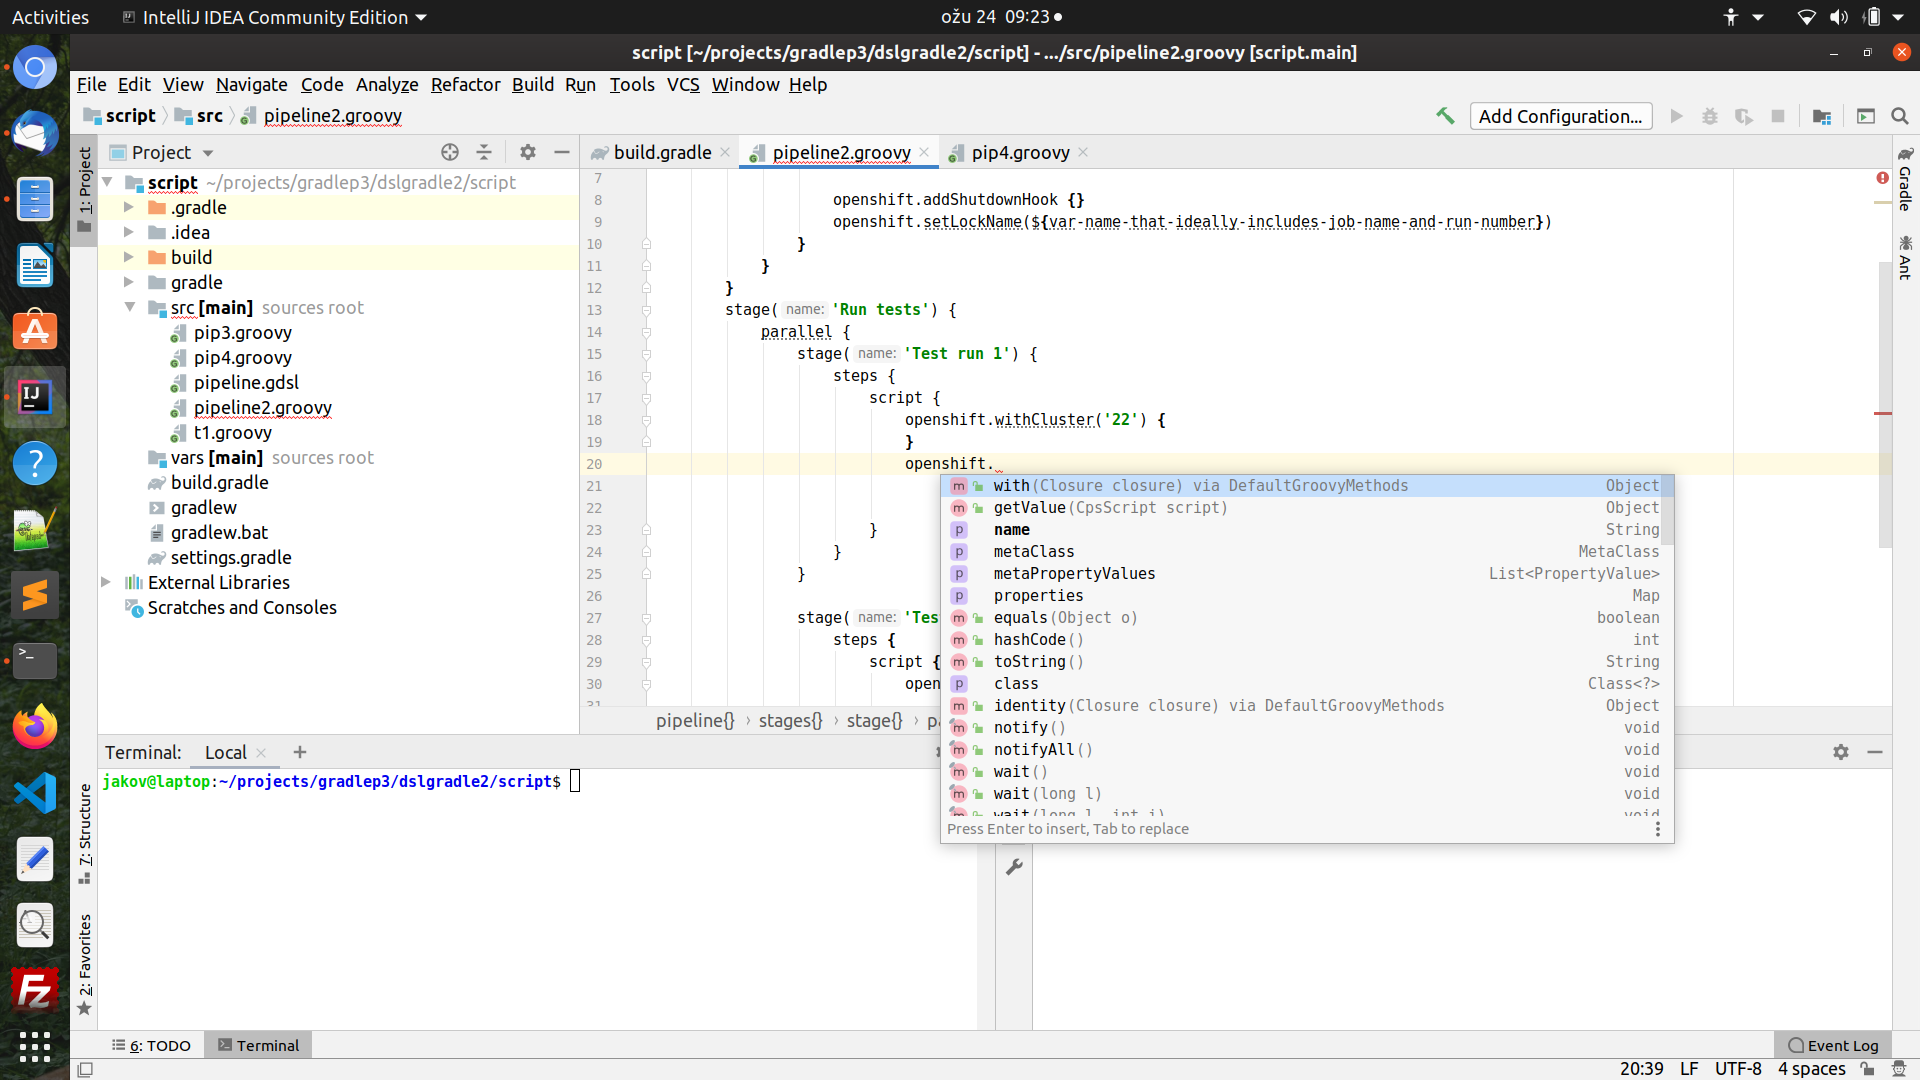 Activities
IntelliJ IDEA Community Edition
ožu 24 09:23
script [~/projects/gradlep3/dslgradle2/script] - .../src/pipeline2.groovy [script.main]
File Edit View Navigate Code Analyze Refactor Build Run Tools VCS Window Help
script src pipeline2.groovy
Add Configuration...
1: Project
Project
build.gradle
pipeline2.groovy
pip4.groovy
script ~/projects/gradlep3/dslgradle2/script
.gradle
.idea
build
gradle
src [main] sources root
pip3.groovy
pip4.groovy
pipeline.gdsl
pipeline2.groovy
t1.groovy
vars [main] sources root
build.gradle
gradlew
gradlew.bat
settings.gradle
External Libraries
Scratches and Consoles
7
8 openshift.addShutdownHook {}
9 openshift.setLockName(${var-name-that-ideally-includes-job-name-and-run-number})
10 }
11 }
12 }
13 stage( name: 'Run tests') {
14 parallel {
15 stage( name: 'Test run 1') {
16 steps {
17 script {
18 openshift.withCluster('22') {
19 }
20 openshift.
21
22
23 }
24 }
25 }
26
27 stage( name: 'Tes
28 steps {
29 script {
30 open
31
with(Closure closure) via DefaultGroovyMethods Object
getValue(CpsScript script) Object
name String
metaClass MetaClass
metaPropertyValues List<PropertyValue>
properties Map
equals(Object o) boolean
hashCode() int
toString() String
class Class<?>
identity(Closure closure) via DefaultGroovyMethods Object
notify() void
notifyAll() void
wait() void
wait(long l) void
wait(long l, int i) void
Press Enter to insert, Tab to replace
pipeline{} › stages{} › stage{} › pa
Gradle
Ant
Terminal: Local
jakov@laptop:~/projects/gradlep3/dslgradle2/script$
7: Structure
2: Favorites
6: TODO
Terminal
Event Log
20:39 LF UTF-8 4 spaces